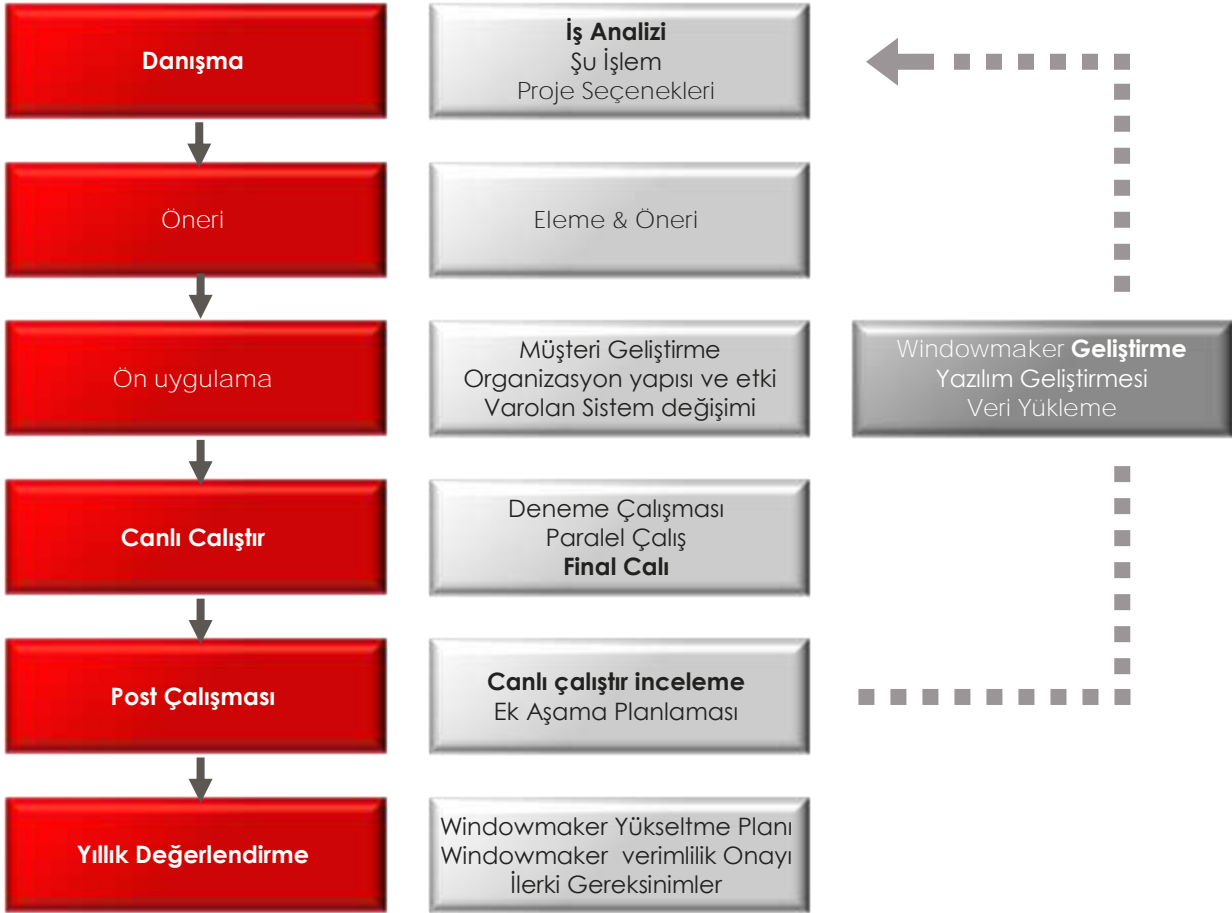 Danışma
İş Analizi
Şu İşlem
Proje Seçenekleri
Öneri
Eleme & Öneri
Ön uygulama
Müşteri Geliştirme
Organizasyon yapısı ve etki
Varolan Sistem değişimi
Windowmaker Geliştirme
Yazılım Geliştirmesi
Veri Yükleme
Canlı Calıştır
Deneme Çalışması
Paralel Çalış
Final Calı
Post Çalışması
Canlı çalıştır inceleme
Ek Aşama Planlaması
Yıllık Değerlendirme
Windowmaker Yükseltme Planı
Windowmaker verimlilik Onayı
İlerki Gereksinimler